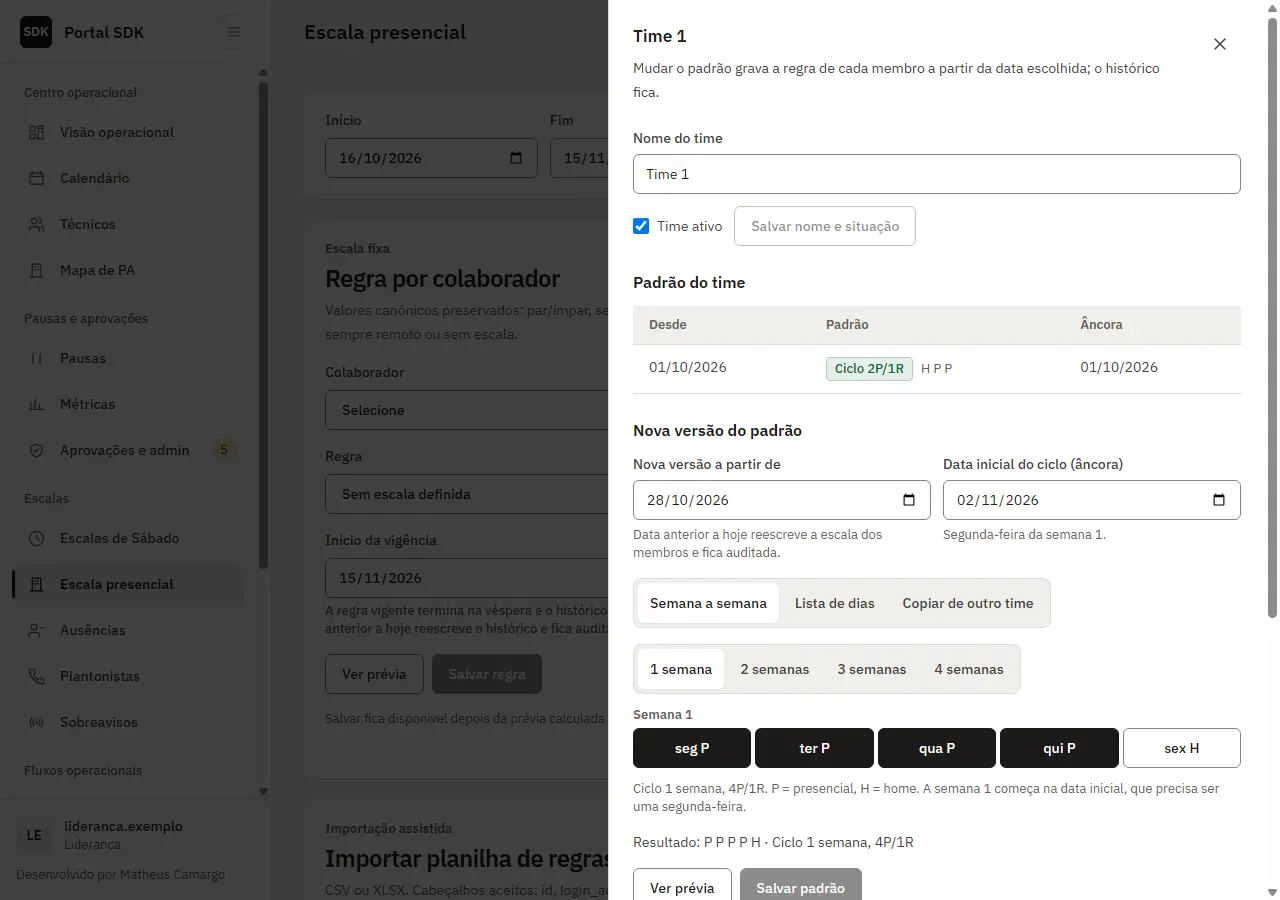 SDK
Portal SDK
Centro operacional
Visão operacional
Calendário
Técnicos
Mapa de PA
Pausas e aprovações
Pausas
Métricas
Aprovações e admin
5
Escalas
Escalas de Sábado
Escala presencial
Ausências
Plantonistas
Sobreavisos
Fluxos operacionais
LE
lideranca.exemplo
Lideranca
Desenvolvido por Matheus Camargo
Escala presencial
Início
Fim
16/10/2026
15/11/
Escala fixa
Regra por colaborador
Valores canônicos preservados: par/ímpar, se
sempre remoto ou sem escala.
Colaborador
Selecione
Regra
Sem escala definida
Início da vigência
15/11/2026
A regra vigente termina na véspera e o histórico
anterior a hoje reescreve o histórico e fica audita
Ver prévia
Salvar regra
Salvar fica disponível depois da prévia calculada
Importação assistida
Importar planilha de regras
CSV ou XLSX. Cabeçalhos aceitos: id, login_a
Time 1
Mudar o padrão grava a regra de cada membro a partir da data escolhida; o histórico
fica.
Nome do time
Time 1
Time ativo
Salvar nome e situação
Padrão do time
Desde Padrão Âncora
01/10/2026 Ciclo 2P/1R H P P 01/10/2026
Nova versão do padrão
Nova versão a partir de
Data inicial do ciclo (âncora)
28/10/2026
02/11/2026
Data anterior a hoje reescreve a escala dos
membros e fica auditada.
Segunda-feira da semana 1.
Semana a semana Lista de dias Copiar de outro time
1 semana 2 semanas 3 semanas 4 semanas
Semana 1
seg P ter P qua P qui P sex H
Ciclo 1 semana, 4P/1R. P = presencial, H = home. A semana 1 começa na data inicial, que precisa ser
uma segunda-feira.
Resultado: P P P P H · Ciclo 1 semana, 4P/1R
Ver prévia
Salvar padrão